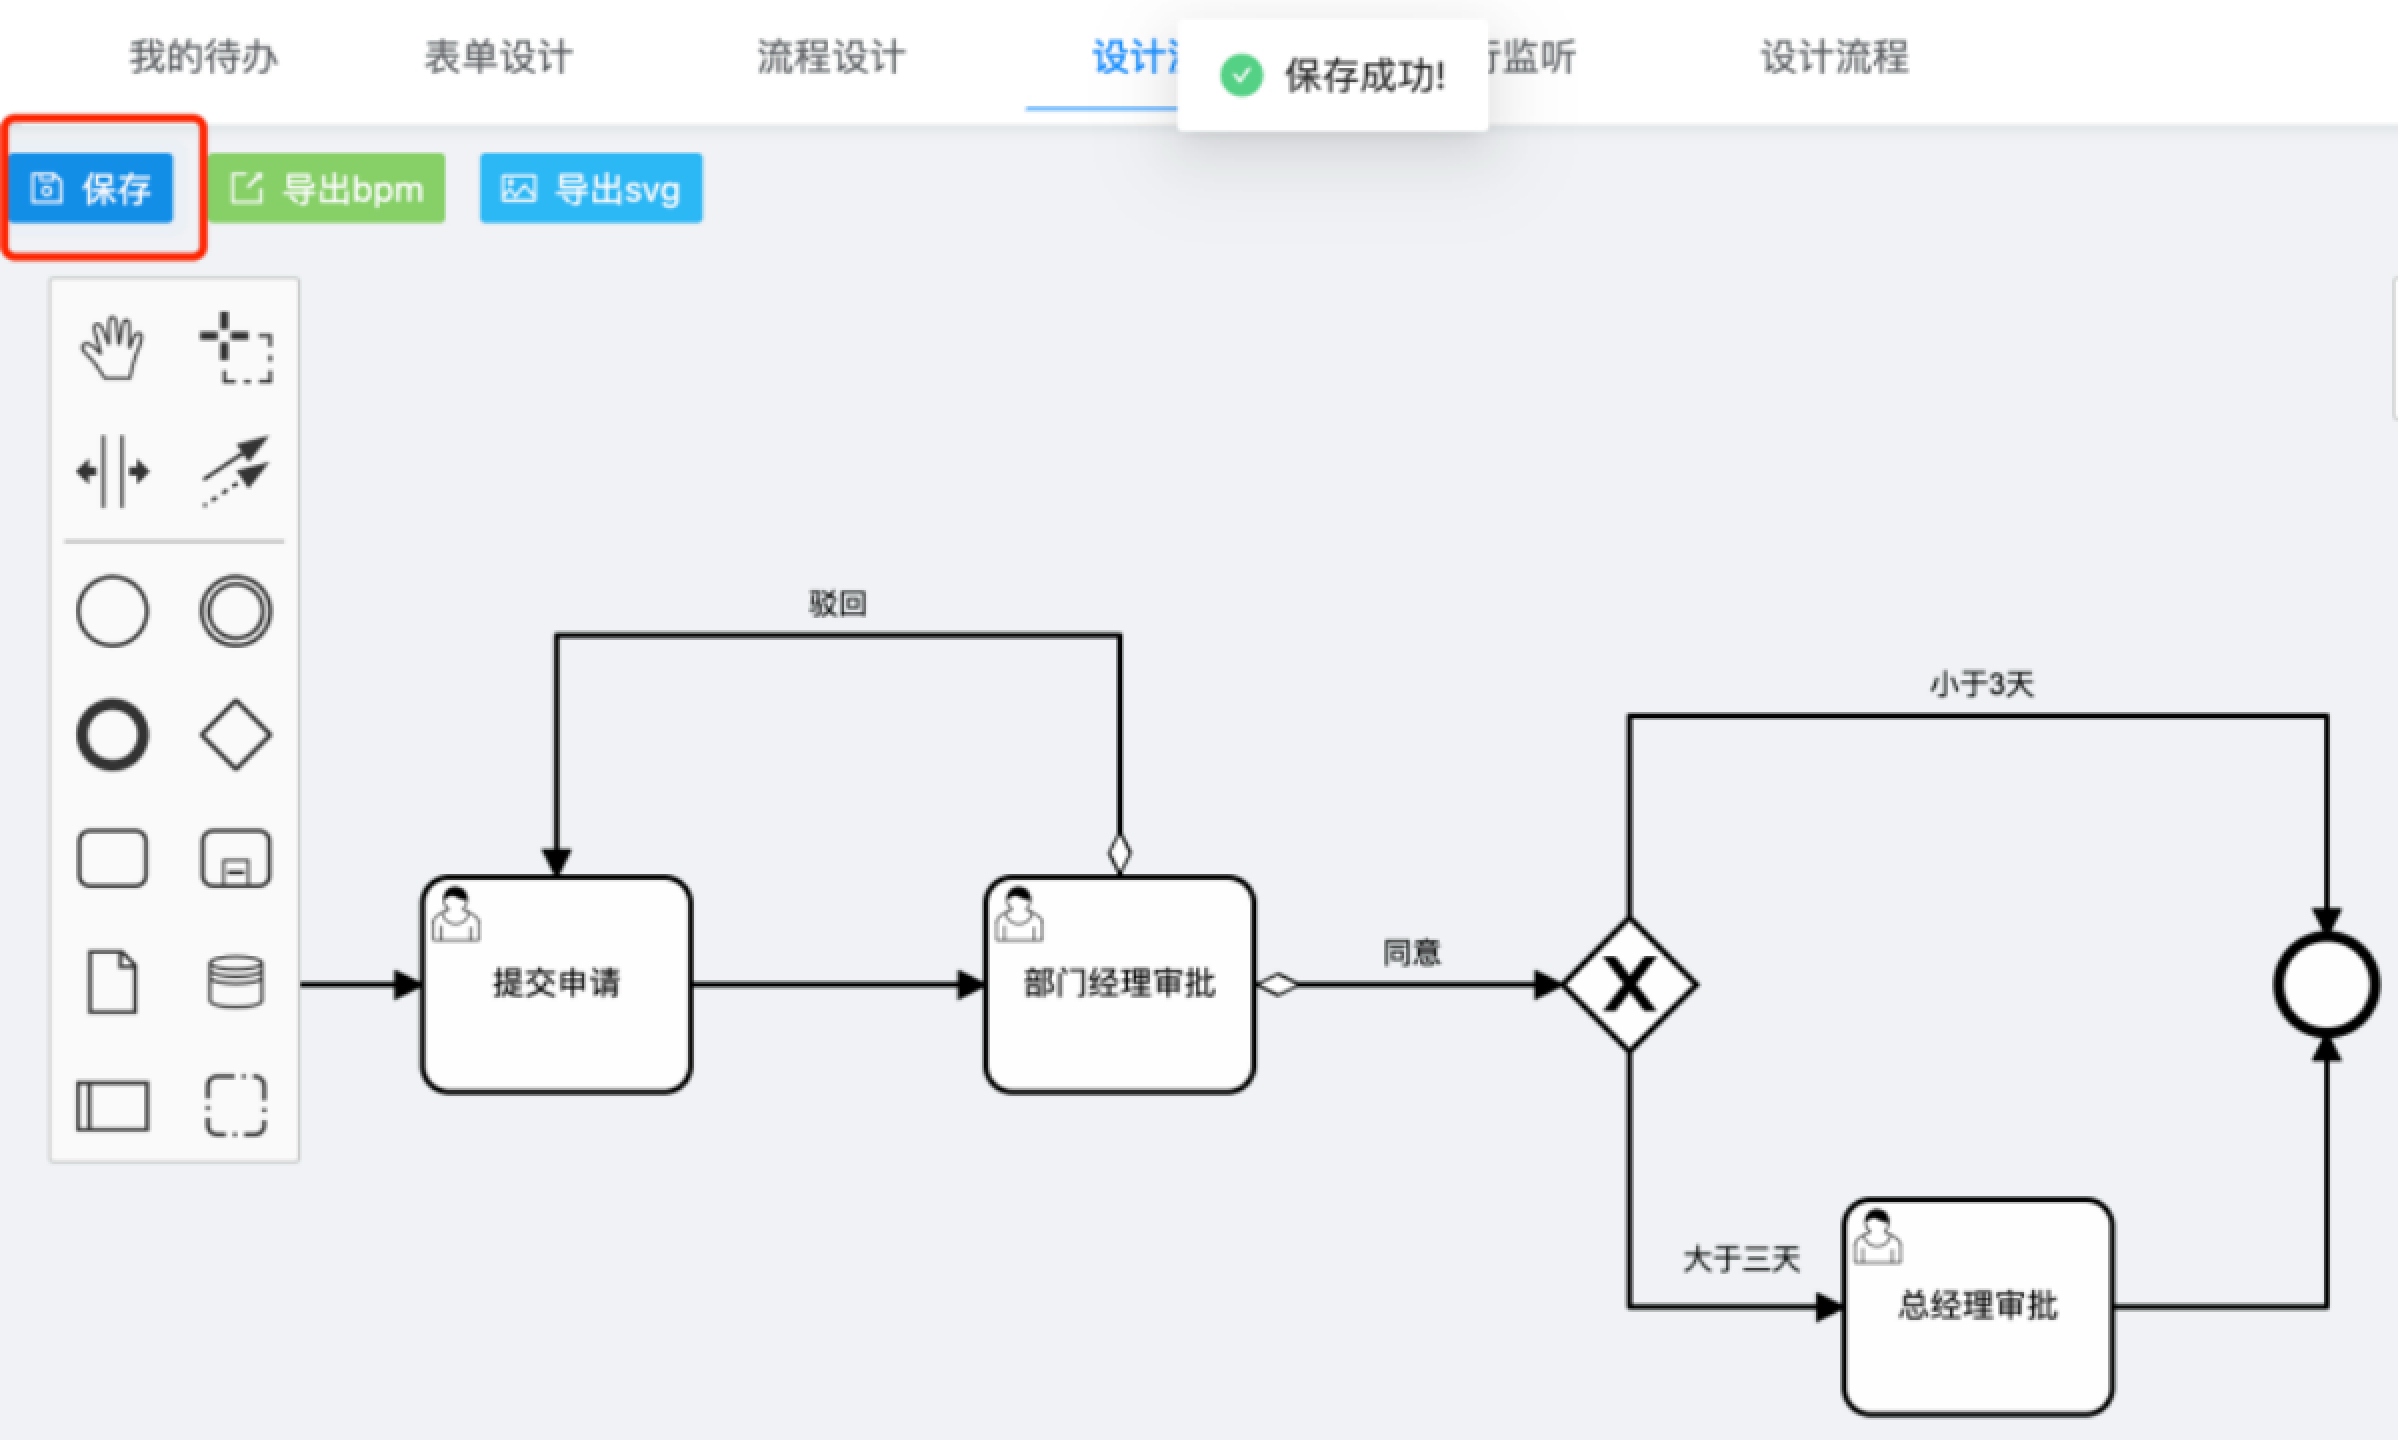 我的待办
表单设计
流程设计
设计
保存成功!
监听
设计流程
保存
导出bpm
导出svg
驳回
小于3天
提交申请
部门经理审批
同意
X
大于三天
总经理审批